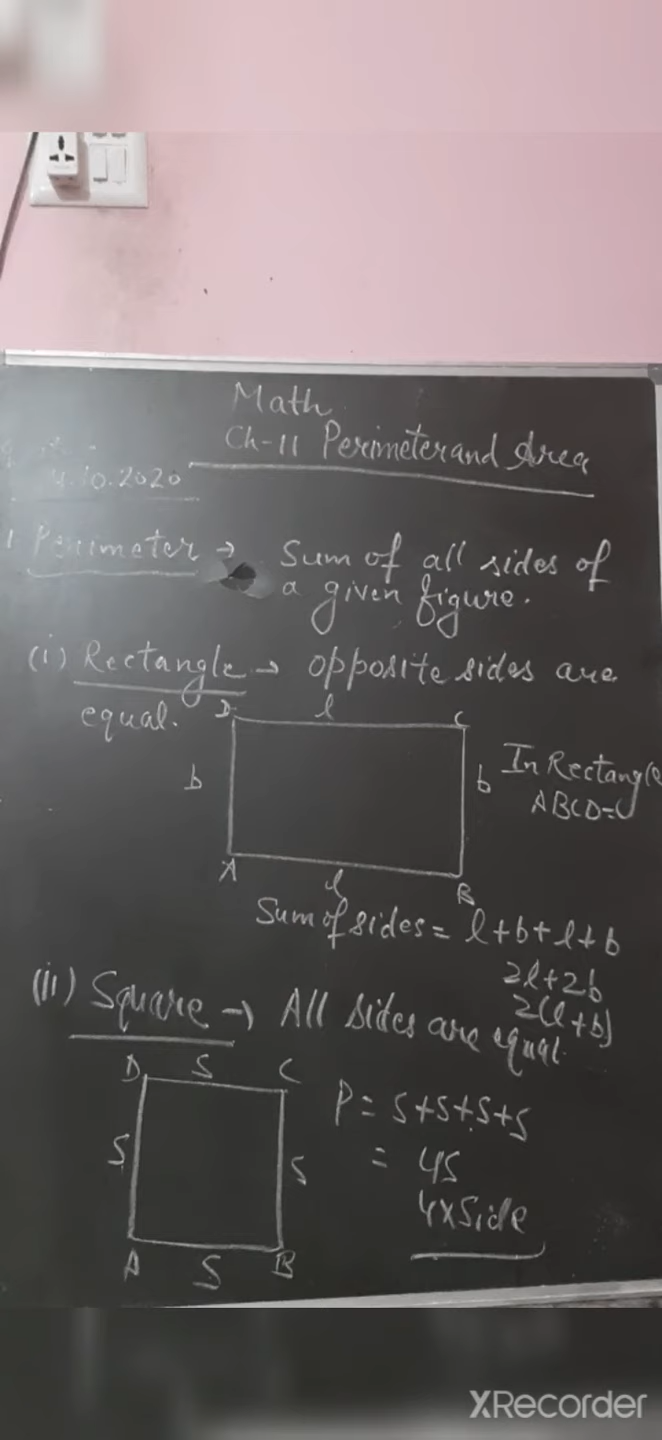 Math
Ch-11 Perimeter and Area
4.10.2020
1 Perimeter → Sum of all sides of
a given figure.
(i) Rectangle → opposite sides are
equal.
D l C
b b
In Rectangle
ABCD =
A l B
Sum of sides = l+b+l+b
2l+2b
2(l+b)
(ii) Square → All sides are equal.
D S C
P = S+S+S+S
S S
= 4S
4×Side
A S B
XRecorder